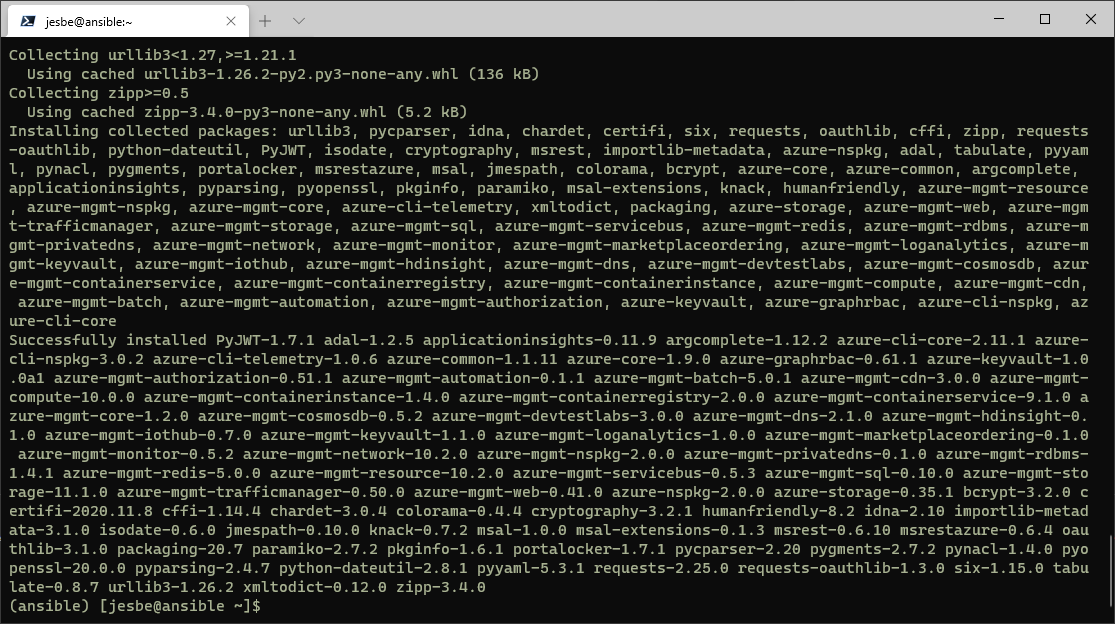 jesbe@ansible:~
Collecting urllib3<1.27,>=1.21.1
  Using cached urllib3-1.26.2-py2.py3-none-any.whl (136 kB)
Collecting zipp>=0.5
  Using cached zipp-3.4.0-py3-none-any.whl (5.2 kB)
Installing collected packages: urllib3, pycparser, idna, chardet, certifi, six, requests, oauthlib, cffi, zipp, requests
-oauthlib, python-dateutil, PyJWT, isodate, cryptography, msrest, importlib-metadata, azure-nspkg, adal, tabulate, pyyam
l, pynacl, pygments, portalocker, msrestazure, msal, jmespath, colorama, bcrypt, azure-core, azure-common, argcomplete,
applicationinsights, pyparsing, pyopenssl, pkginfo, paramiko, msal-extensions, knack, humanfriendly, azure-mgmt-resource
, azure-mgmt-nspkg, azure-mgmt-core, azure-cli-telemetry, xmltodict, packaging, azure-storage, azure-mgmt-web, azure-mgm
t-trafficmanager, azure-mgmt-storage, azure-mgmt-sql, azure-mgmt-servicebus, azure-mgmt-redis, azure-mgmt-rdbms, azure-m
gmt-privatedns, azure-mgmt-network, azure-mgmt-monitor, azure-mgmt-marketplaceordering, azure-mgmt-loganalytics, azure-m
gmt-keyvault, azure-mgmt-iothub, azure-mgmt-hdinsight, azure-mgmt-dns, azure-mgmt-devtestlabs, azure-mgmt-cosmosdb, azur
e-mgmt-containerservice, azure-mgmt-containerregistry, azure-mgmt-containerinstance, azure-mgmt-compute, azure-mgmt-cdn,
 azure-mgmt-batch, azure-mgmt-automation, azure-mgmt-authorization, azure-keyvault, azure-graphrbac, azure-cli-nspkg, az
ure-cli-core
Successfully installed PyJWT-1.7.1 adal-1.2.5 applicationinsights-0.11.9 argcomplete-1.12.2 azure-cli-core-2.11.1 azure-
cli-nspkg-3.0.2 azure-cli-telemetry-1.0.6 azure-common-1.1.11 azure-core-1.9.0 azure-graphrbac-0.61.1 azure-keyvault-1.0
.0a1 azure-mgmt-authorization-0.51.1 azure-mgmt-automation-0.1.1 azure-mgmt-batch-5.0.1 azure-mgmt-cdn-3.0.0 azure-mgmt-
compute-10.0.0 azure-mgmt-containerinstance-1.4.0 azure-mgmt-containerregistry-2.0.0 azure-mgmt-containerservice-9.1.0 a
zure-mgmt-core-1.2.0 azure-mgmt-cosmosdb-0.5.2 azure-mgmt-devtestlabs-3.0.0 azure-mgmt-dns-2.1.0 azure-mgmt-hdinsight-0.
1.0 azure-mgmt-iothub-0.7.0 azure-mgmt-keyvault-1.1.0 azure-mgmt-loganalytics-1.0.0 azure-mgmt-marketplaceordering-0.1.0
 azure-mgmt-monitor-0.5.2 azure-mgmt-network-10.2.0 azure-mgmt-nspkg-2.0.0 azure-mgmt-privatedns-0.1.0 azure-mgmt-rdbms-
1.4.1 azure-mgmt-redis-5.0.0 azure-mgmt-resource-10.2.0 azure-mgmt-servicebus-0.5.3 azure-mgmt-sql-0.10.0 azure-mgmt-sto
rage-11.1.0 azure-mgmt-trafficmanager-0.50.0 azure-mgmt-web-0.41.0 azure-nspkg-2.0.0 azure-storage-0.35.1 bcrypt-3.2.0 c
ertifi-2020.11.8 cffi-1.14.4 chardet-3.0.4 colorama-0.4.4 cryptography-3.2.1 humanfriendly-8.2 idna-2.10 importlib-metad
ata-3.1.0 isodate-0.6.0 jmespath-0.10.0 knack-0.7.2 msal-1.0.0 msal-extensions-0.1.3 msrest-0.6.10 msrestazure-0.6.4 oau
thlib-3.1.0 packaging-20.7 paramiko-2.7.2 pkginfo-1.6.1 portalocker-1.7.1 pycparser-2.20 pygments-2.7.2 pynacl-1.4.0 pyo
penssl-20.0.0 pyparsing-2.4.7 python-dateutil-2.8.1 pyyaml-5.3.1 requests-2.25.0 requests-oauthlib-1.3.0 six-1.15.0 tabu
late-0.8.7 urllib3-1.26.2 xmltodict-0.12.0 zipp-3.4.0
(ansible) [jesbe@ansible ~]$